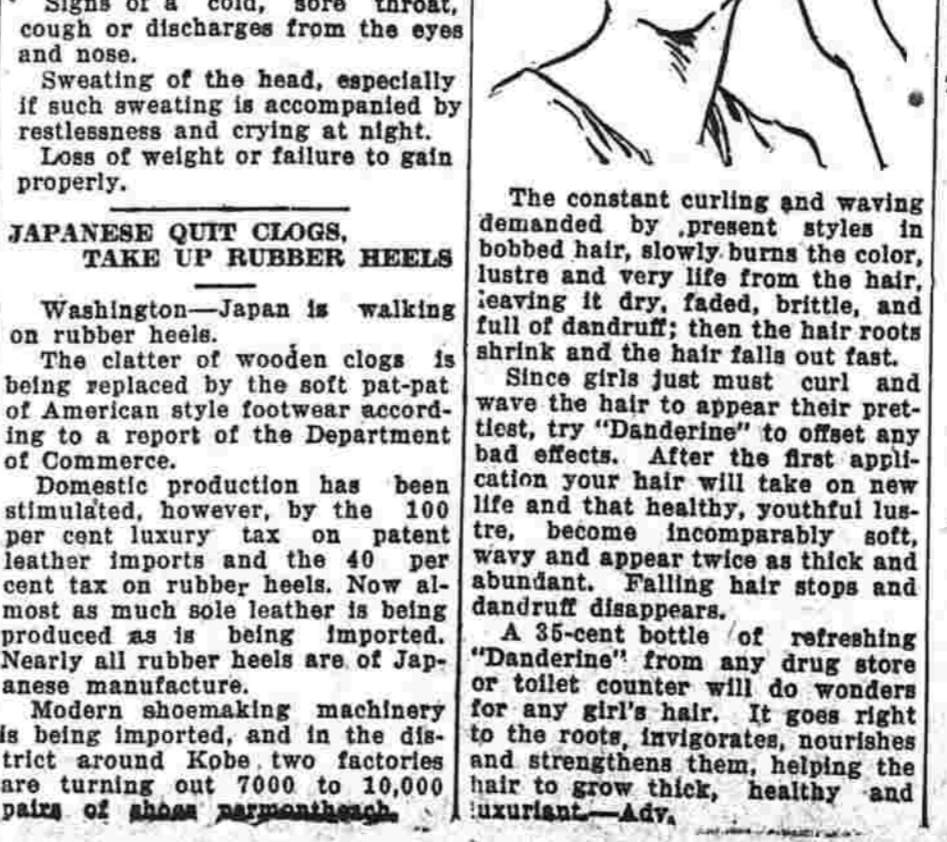 Signs of a cold, sore throat,
cough or discharges from the eyes
and nose.
Sweating of the head, especially
if such sweating is accompanied by
restlessness and crying at night.
Loss of weight or failure to gain
properly.
JAPANESE QUIT CLOGS,
TAKE UP RUBBER HEELS
Washington—Japan is walking
on rubber heels.
The clatter of wooden clogs is
being replaced by the soft pat-pat
of American style footwear accord-
ing to a report of the Department
of Commerce.
Domestic production has been
stimulated, however, by the 100
per cent luxury tax on patent
leather imports and the 40 per
cent tax on rubber heels. Now al-
most as much sole leather is being
produced as is being imported.
Nearly all rubber heels are of Jap-
anese manufacture.
Modern shoemaking machinery
is being imported, and in the dis-
trict around Kobe two factories
are turning out 7000 to 10,000
pairs of shoes permontheach.
The constant curling and waving
demanded by present styles in
bobbed hair, slowly burns the color,
lustre and very life from the hair,
leaving it dry, faded, brittle, and
full of dandruff; then the hair roots
shrink and the hair falls out fast.
Since girls just must curl and
wave the hair to appear their pret-
tiest, try "Danderine" to offset any
bad effects. After the first appli-
cation your hair will take on new
life and that healthy, youthful lus-
tre, become incomparably soft,
wavy and appear twice as thick and
abundant. Falling hair stops and
dandruff disappears.
A 35-cent bottle of refreshing
"Danderine" from any drug store
or toilet counter will do wonders
for any girl's hair. It goes right
to the roots, invigorates, nourishes
and strengthens them, helping the
hair to grow thick, healthy and
luxuriant.—Adv.